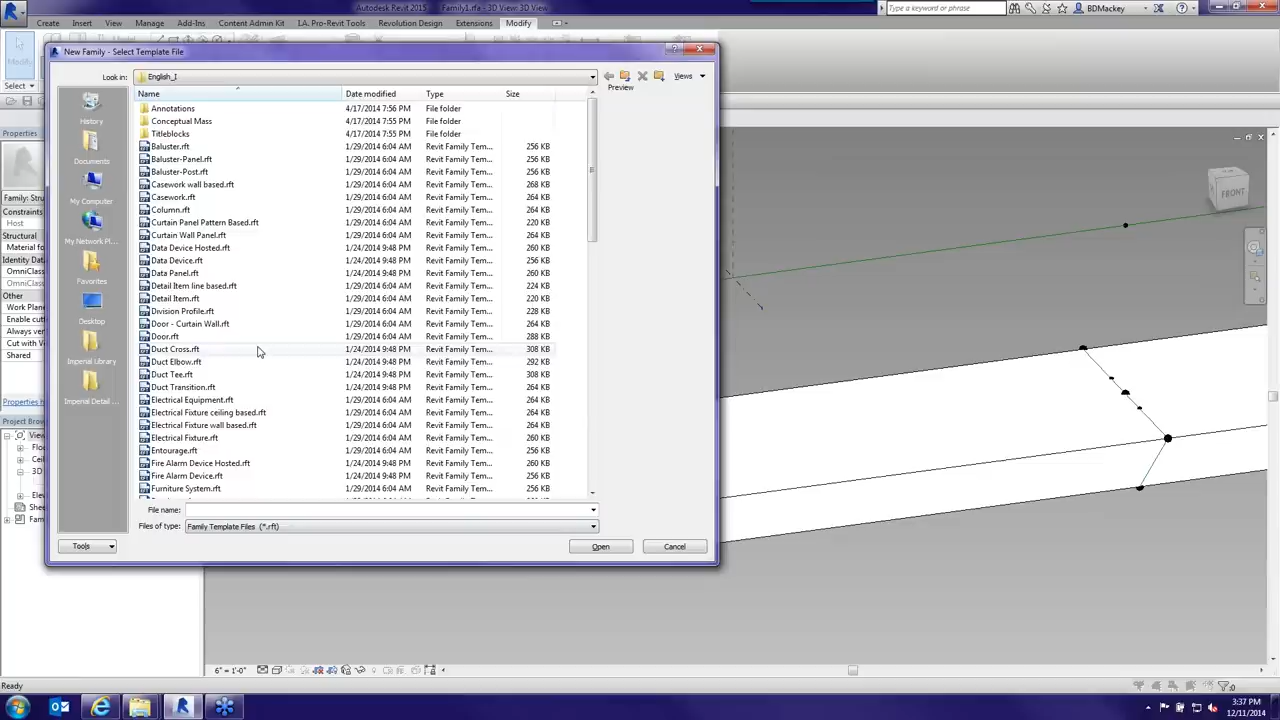 Autodesk Revit 2015 - Family1.rfa - 3D View: 3D View
Type a keyword or phrase
BDMackey
Create Insert View Manage Add-Ins Content Admin Kit LA. Pro-Revit Tools Revolution Design Extensions Modify
Modify
Select
New Family - Select Template File
Look in: English_I
Views
Preview
Name Date modified Type Size
Annotations 4/17/2014 7:56 PM File folder
Conceptual Mass 4/17/2014 7:55 PM File folder
Titleblocks 4/17/2014 7:55 PM File folder
Baluster.rft 1/29/2014 6:04 AM Revit Family Tem... 256 KB
Baluster-Panel.rft 1/29/2014 6:04 AM Revit Family Tem... 256 KB
Baluster-Post.rft 1/29/2014 6:04 AM Revit Family Tem... 256 KB
Casework wall based.rft 1/29/2014 6:04 AM Revit Family Tem... 268 KB
Casework.rft 1/29/2014 6:04 AM Revit Family Tem... 264 KB
Column.rft 1/29/2014 6:04 AM Revit Family Tem... 264 KB
Curtain Panel Pattern Based.rft 1/29/2014 6:04 AM Revit Family Tem... 220 KB
Curtain Wall Panel.rft 1/29/2014 6:04 AM Revit Family Tem... 264 KB
Data Device Hosted.rft 1/24/2014 9:48 PM Revit Family Tem... 260 KB
Data Device.rft 1/24/2014 9:48 PM Revit Family Tem... 256 KB
Data Panel.rft 1/24/2014 9:48 PM Revit Family Tem... 260 KB
Detail Item line based.rft 1/29/2014 6:04 AM Revit Family Tem... 224 KB
Detail Item.rft 1/29/2014 6:04 AM Revit Family Tem... 220 KB
Division Profile.rft 1/29/2014 6:04 AM Revit Family Tem... 228 KB
Door - Curtain Wall.rft 1/29/2014 6:04 AM Revit Family Tem... 264 KB
Door.rft 1/29/2014 6:04 AM Revit Family Tem... 288 KB
Duct Cross.rft 1/24/2014 9:48 PM Revit Family Tem... 308 KB
Duct Elbow.rft 1/24/2014 9:48 PM Revit Family Tem... 292 KB
Duct Tee.rft 1/24/2014 9:48 PM Revit Family Tem... 308 KB
Duct Transition.rft 1/24/2014 9:48 PM Revit Family Tem... 264 KB
Electrical Equipment.rft 1/29/2014 6:04 AM Revit Family Tem... 264 KB
Electrical Fixture ceiling based.rft 1/29/2014 6:04 AM Revit Family Tem... 264 KB
Electrical Fixture wall based.rft 1/29/2014 6:04 AM Revit Family Tem... 264 KB
Electrical Fixture.rft 1/29/2014 6:04 AM Revit Family Tem... 260 KB
Entourage.rft 1/29/2014 6:04 AM Revit Family Tem... 256 KB
Fire Alarm Device Hosted.rft 1/24/2014 9:48 PM Revit Family Tem... 260 KB
Fire Alarm Device.rft 1/24/2014 9:48 PM Revit Family Tem... 256 KB
Furniture System.rft 1/29/2014 6:04 AM Revit Family Tem... 256 KB
History
Documents
My Computer
My Network Pl...
Favorites
Desktop
Imperial Library
Imperial Detail ...
File name:
Files of type: Family Template Files (*.rft)
Tools
Open Cancel
Properties
Family: Stru
Constraints
Host
Structural
Material fo
Identity Data
OmniClass
OmniClass
Other
Work Plane
Cut with V
Shared
Properties h
Project Brow
FRONT
6" = 1'-0"
Ready
:0
3:37 PM
12/11/2014